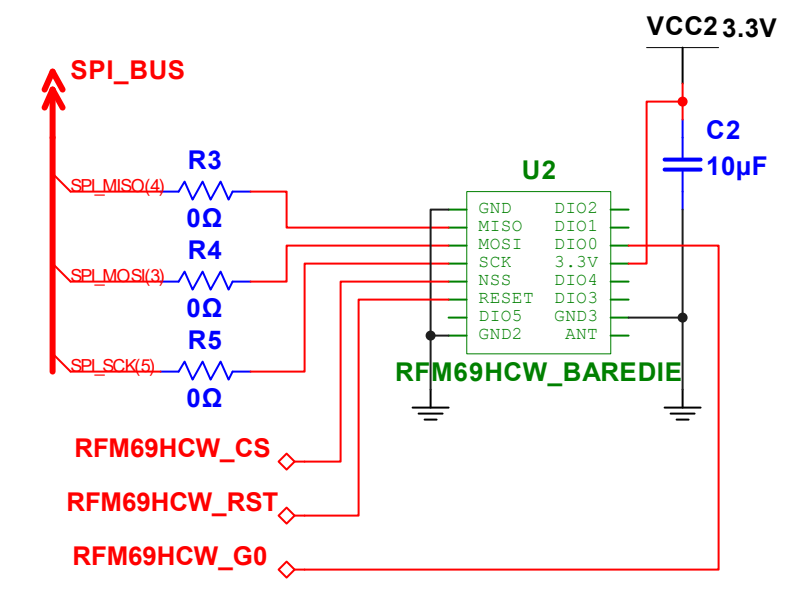 VCC2 3.3V
SPI_BUS
C2
10µF
R3
U2
SPI_MISO(4)
0Ω
GND DIO2
MISO DIO1
MOSI DIO0
SCK 3.3V
NSS DIO4
RESET DIO3
DIO5 GND3
GND2 ANT
R4
SPI_MOSI(3)
0Ω
R5
SPI_SCK(5)
0Ω
RFM69HCW_BAREDIE
RFM69HCW_CS
RFM69HCW_RST
RFM69HCW_G0